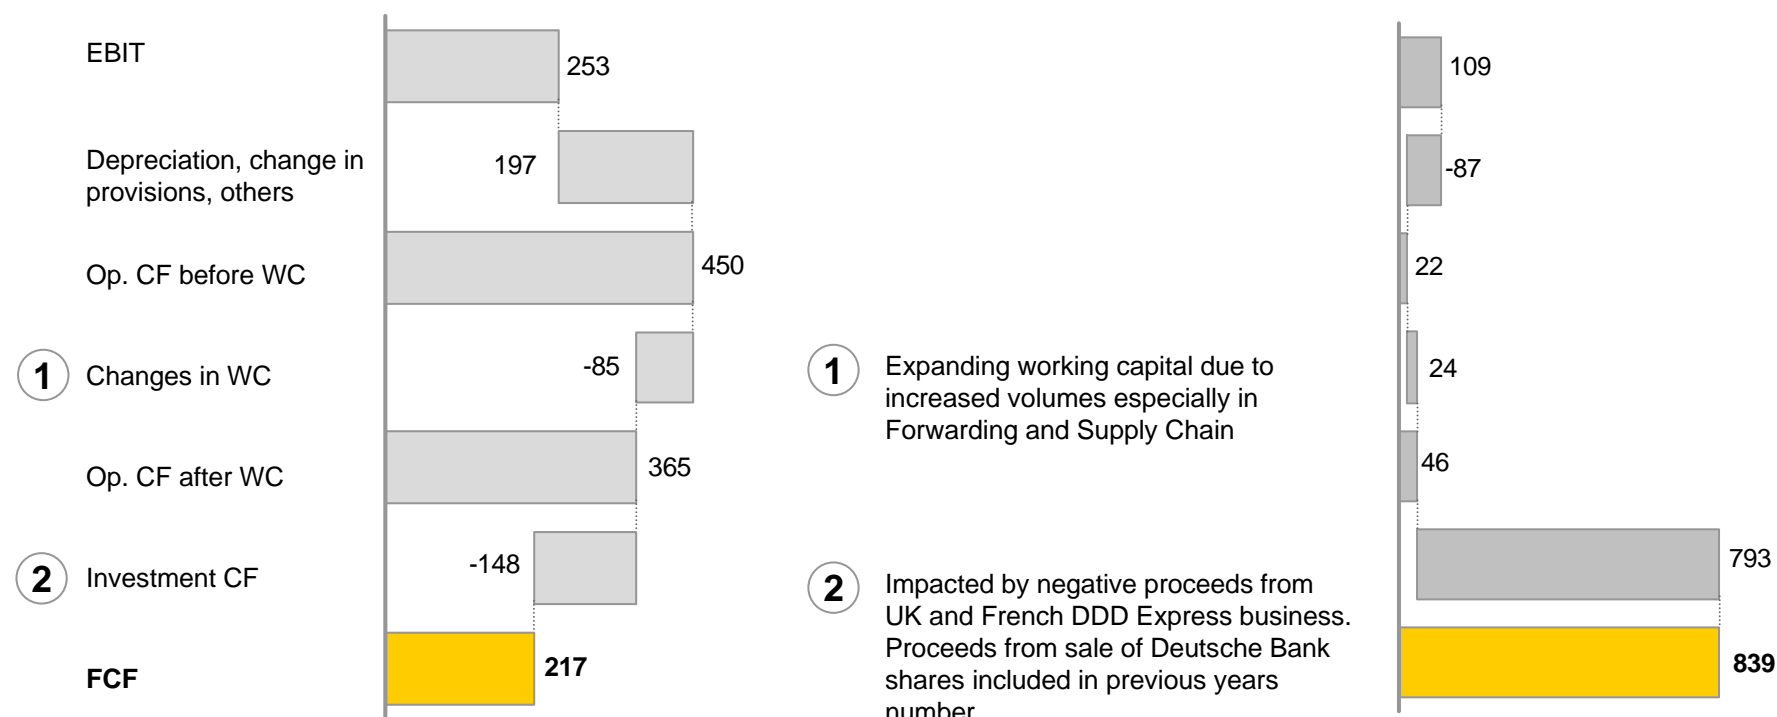 EBIT
253
109
Depreciation, change in
provisions, others
197
-87
Op. CF before WC
450
22
1
Changes in WC
-85
1
Expanding working capital due to
increased volumes especially in
Forwarding and Supply Chain
24
Op. CF after WC
365
46
2
Investment CF
-148
2
Impacted by negative proceeds from
UK and French DDD Express business.
Proceeds from sale of Deutsche Bank
shares included in previous years
number
793
FCF
217
839